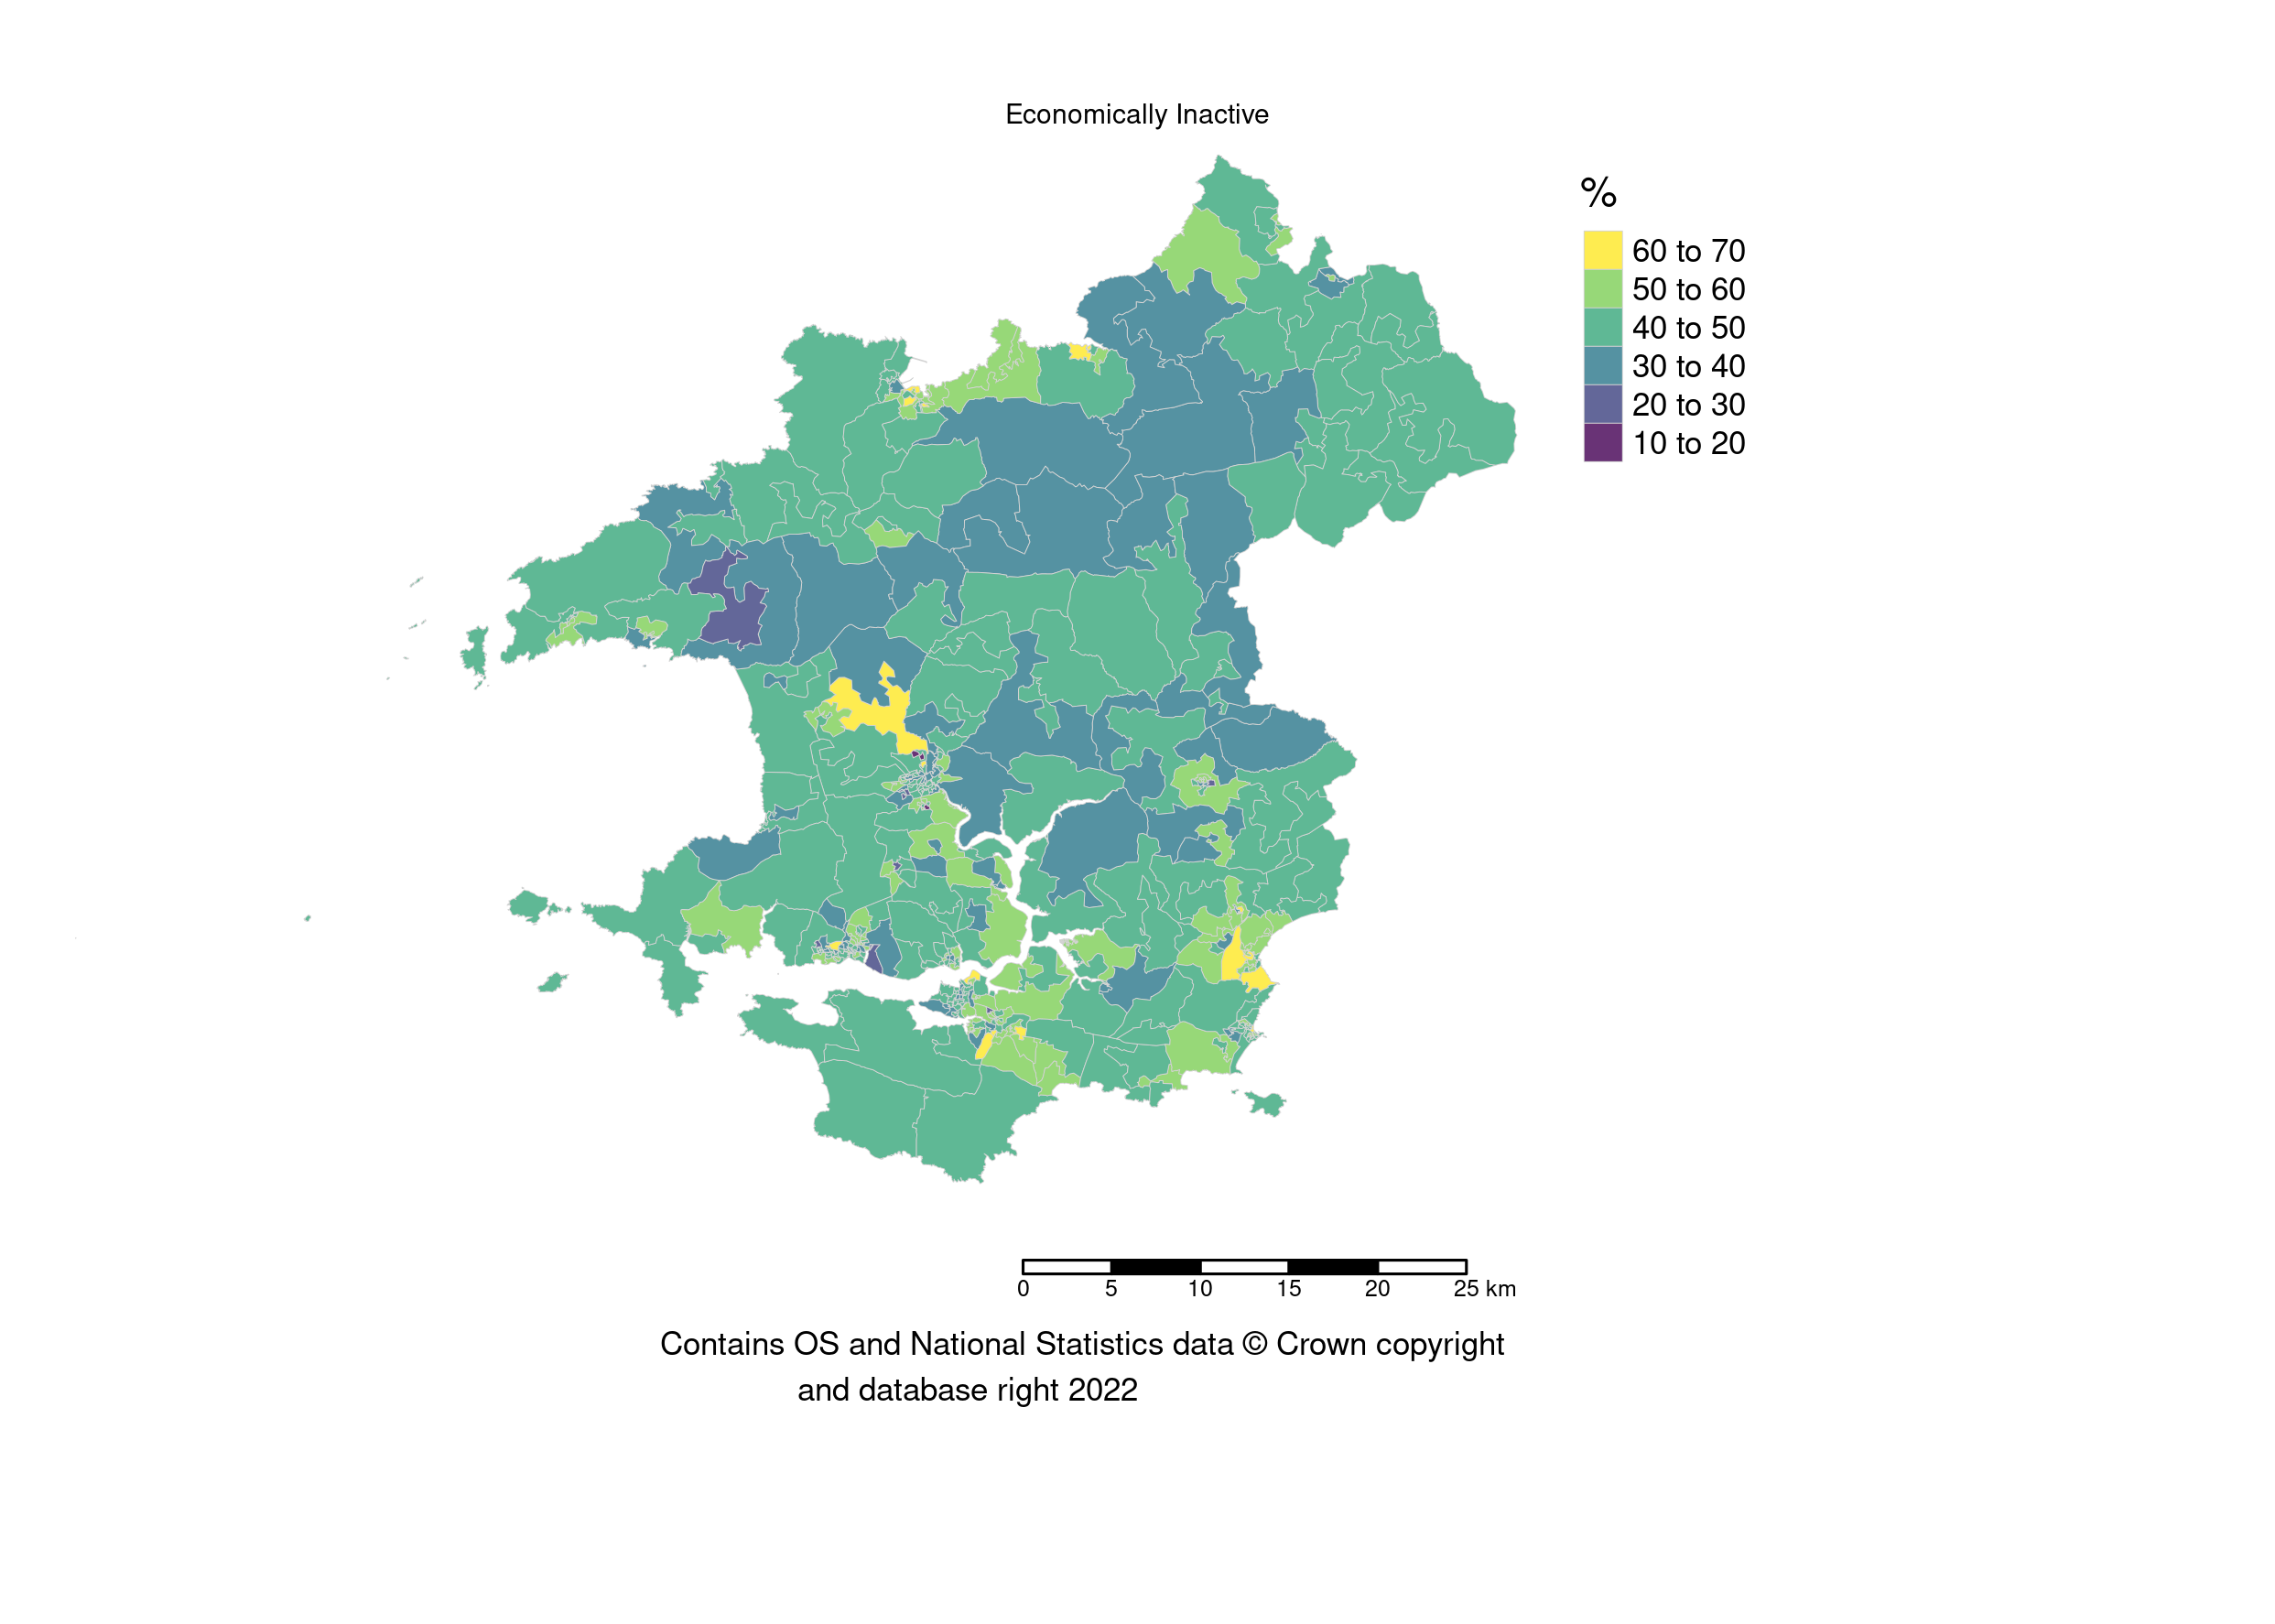 Economically Inactive
%
60 to 70
50 to 60
40 to 50
30 to 40
20 to 30
10 to 20
0 5 10 15 20 25 km
Contains OS and National Statistics data © Crown copyright
and database right 2022